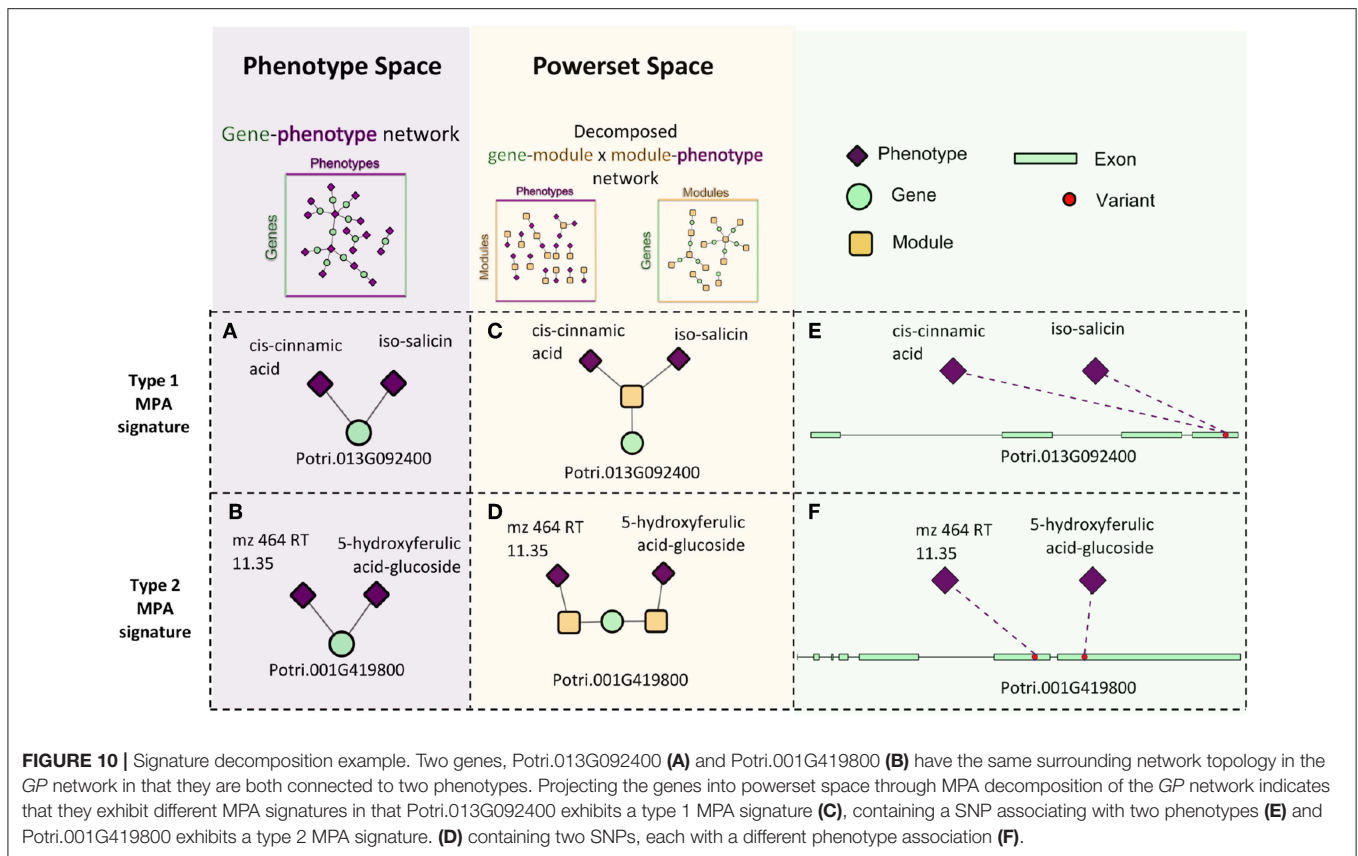 Phenotype Space
Powerset Space
Gene-phenotype network
Phenotypes
Genes
Decomposed
gene-module x module-phenotype
network
Phenotypes
Modules
Modules
Genes
Phenotype
Gene
Module
Exon
Variant
Type 1
MPA
signature
A
cis-cinnamic
acid
iso-salicin
Potri.013G092400
C
cis-cinnamic
acid
iso-salicin
Potri.013G092400
E
cis-cinnamic
acid
iso-salicin
Potri.013G092400
Type 2
MPA
signature
B
mz 464 RT
11.35
5-hydroxyferulic
acid-glucoside
Potri.001G419800
D
mz 464 RT
11.35
5-hydroxyferulic
acid-glucoside
Potri.001G419800
F
mz 464 RT
11.35
5-hydroxyferulic
acid-glucoside
Potri.001G419800
FIGURE 10 | Signature decomposition example. Two genes, Potri.013G092400 (A) and Potri.001G419800 (B) have the same surrounding network topology in the
GP network in that they are both connected to two phenotypes. Projecting the genes into powerset space through MPA decomposition of the GP network indicates
that they exhibit different MPA signatures in that Potri.013G092400 exhibits a type 1 MPA signature (C), containing a SNP associating with two phenotypes (E) and
Potri.001G419800 exhibits a type 2 MPA signature. (D) containing two SNPs, each with a different phenotype association (F).